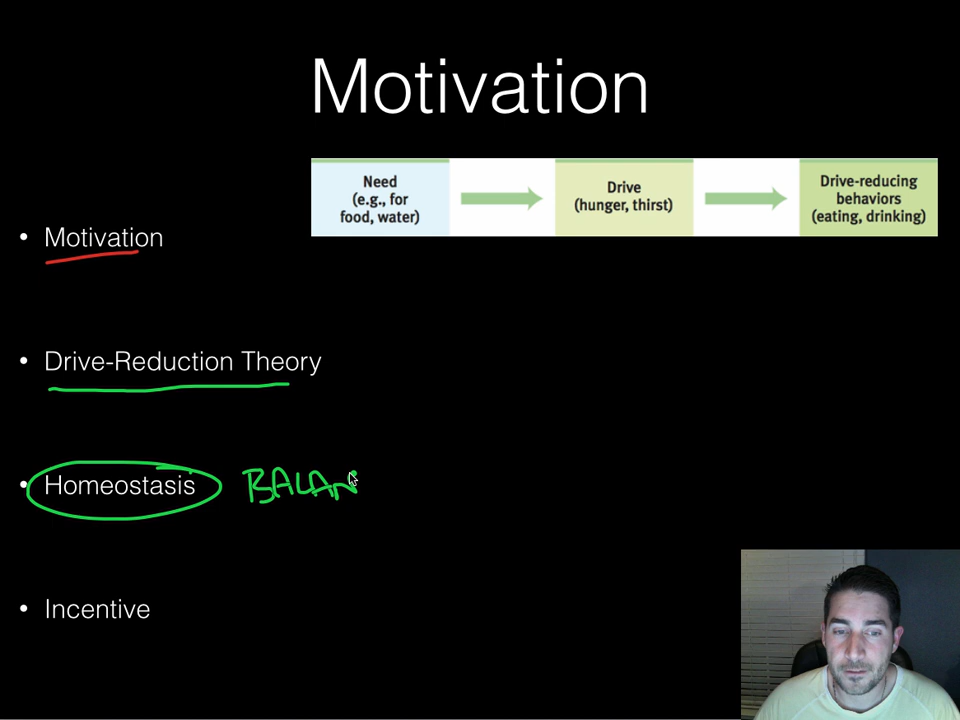 Motivation
Need
(e.g., for
food, water)
Drive
(hunger, thirst)
Drive-reducing
behaviors
(eating, drinking)
• Motivation
• Drive-Reduction Theory
• Homeostasis BALAN
• Incentive